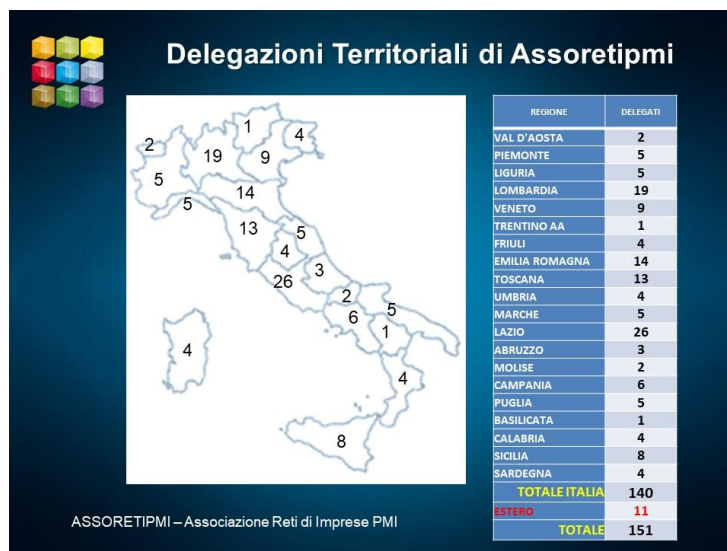 Delegazioni Territoriali di Assoretipmi
1
4
2
19
9
5
14
5
13
5
4
3
26
2
5
6
1
4
4
8
REGIONE DELEGATI
VAL D'AOSTA 2
PIEMONTE 5
LIGURIA 5
LOMBARDIA 19
VENETO 9
TRENTINO AA 1
FRIULI 4
EMILIA ROMAGNA 14
TOSCANA 13
UMBRIA 4
MARCHE 5
LAZIO 26
ABRUZZO 3
MOLISE 2
CAMPANIA 6
PUGLIA 5
BASILICATA 1
CALABRIA 4
SICILIA 8
SARDEGNA 4
TOTALE ITALIA 140
ESTERO 11
TOTALE 151
ASSORETIPMI – Associazione Reti di Imprese PMI